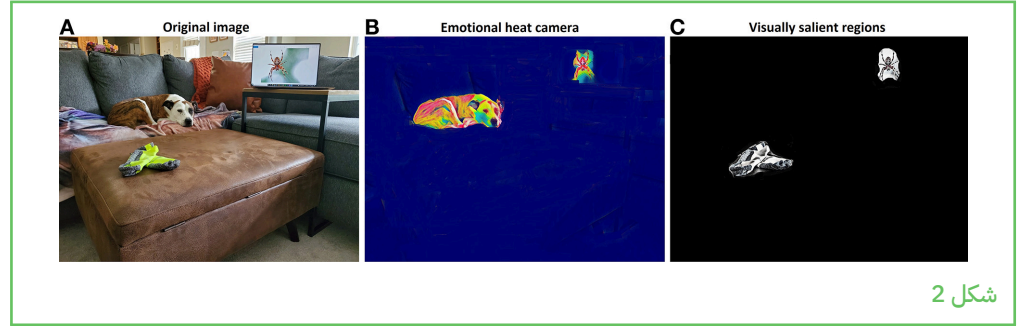 A Original image B Emotional heat camera C Visually salient regions
شكل 2